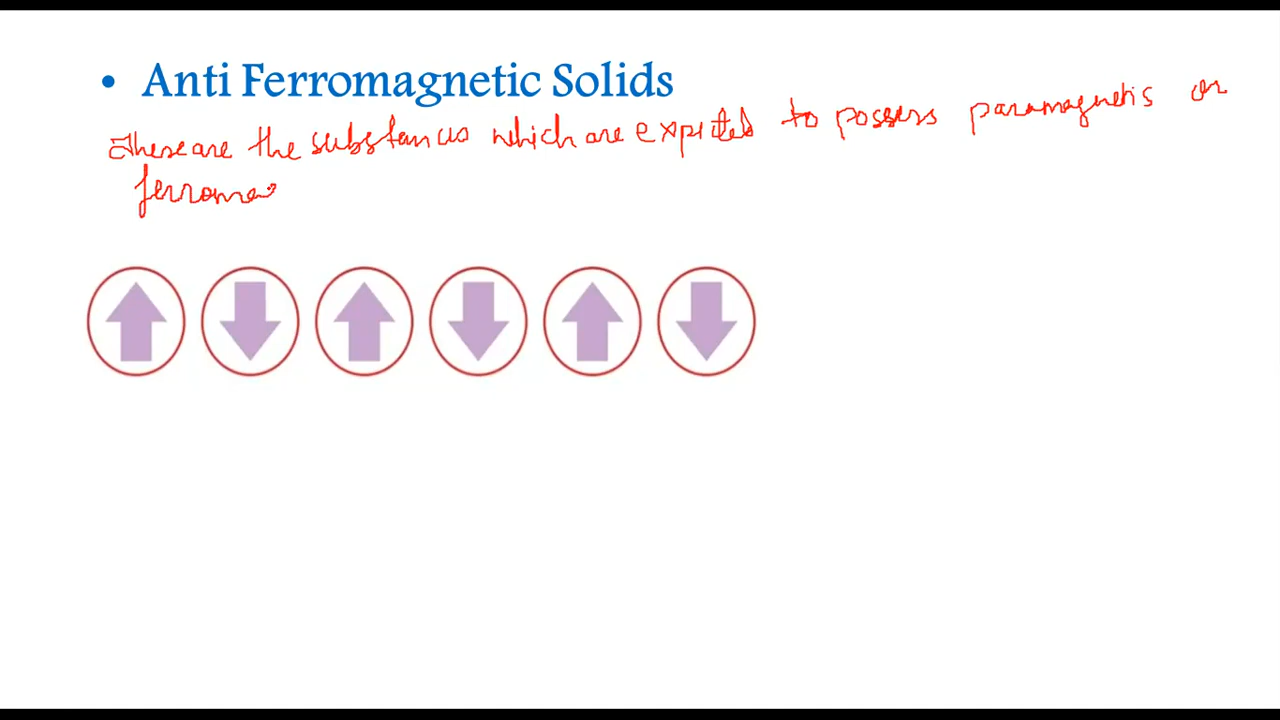 • Anti Ferromagnetic Solids
These are the substances which are expected to possess paramagnetis or
ferroma